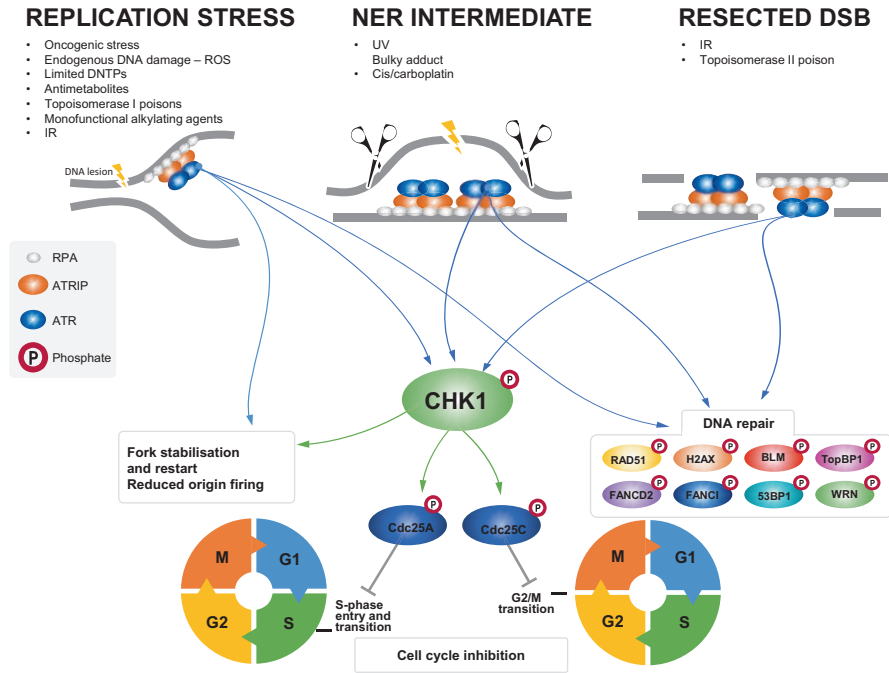 REPLICATION STRESS
• Oncogenic stress
• Endogenous DNA damage – ROS
• Limited DNTPs
• Antimetabolites
• Topoisomerase I poisons
• Monofunctional alkylating agents
• IR
NER INTERMEDIATE
• UV
Bulky adduct
• Cis/carboplatin
RESECTED DSB
• IR
• Topoisomerase II poison
DNA lesion
RPA
ATRIP
ATR
P Phosphate
CHK1
P
Fork stabilisation
and restart
Reduced origin firing
DNA repair
RAD51 P
H2AX P
BLM P
TopBP1 P
FANCD2 P
FANCI P
53BP1 P
WRN P
Cdc25A P
Cdc25C P
M
G1
G2
S
S-phase
entry and
transition
G2/M
transition
M
G1
G2
S
Cell cycle inhibition